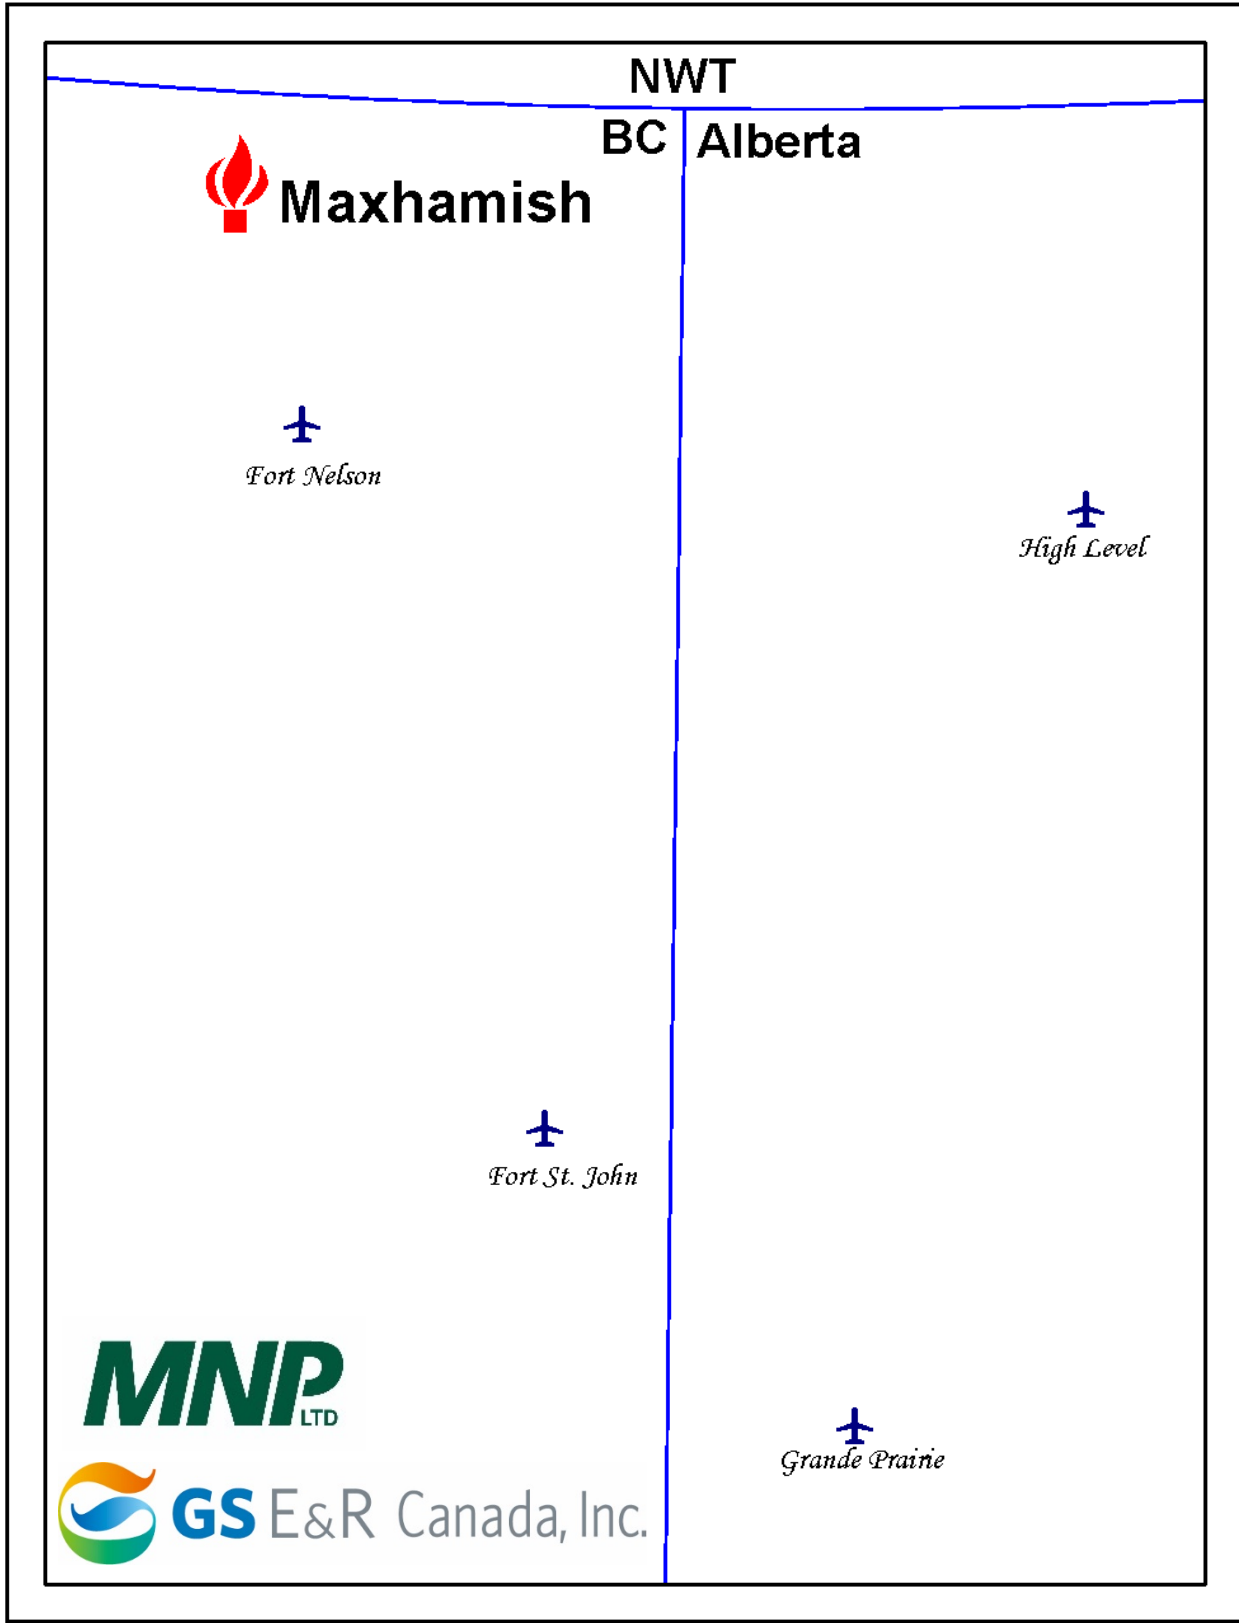 NWT
BC Alberta
Maxhamish
Fort Nelson
High Level
Fort St. John
MNP
LTD
Grande Prairie
GS E&R Canada, Inc.